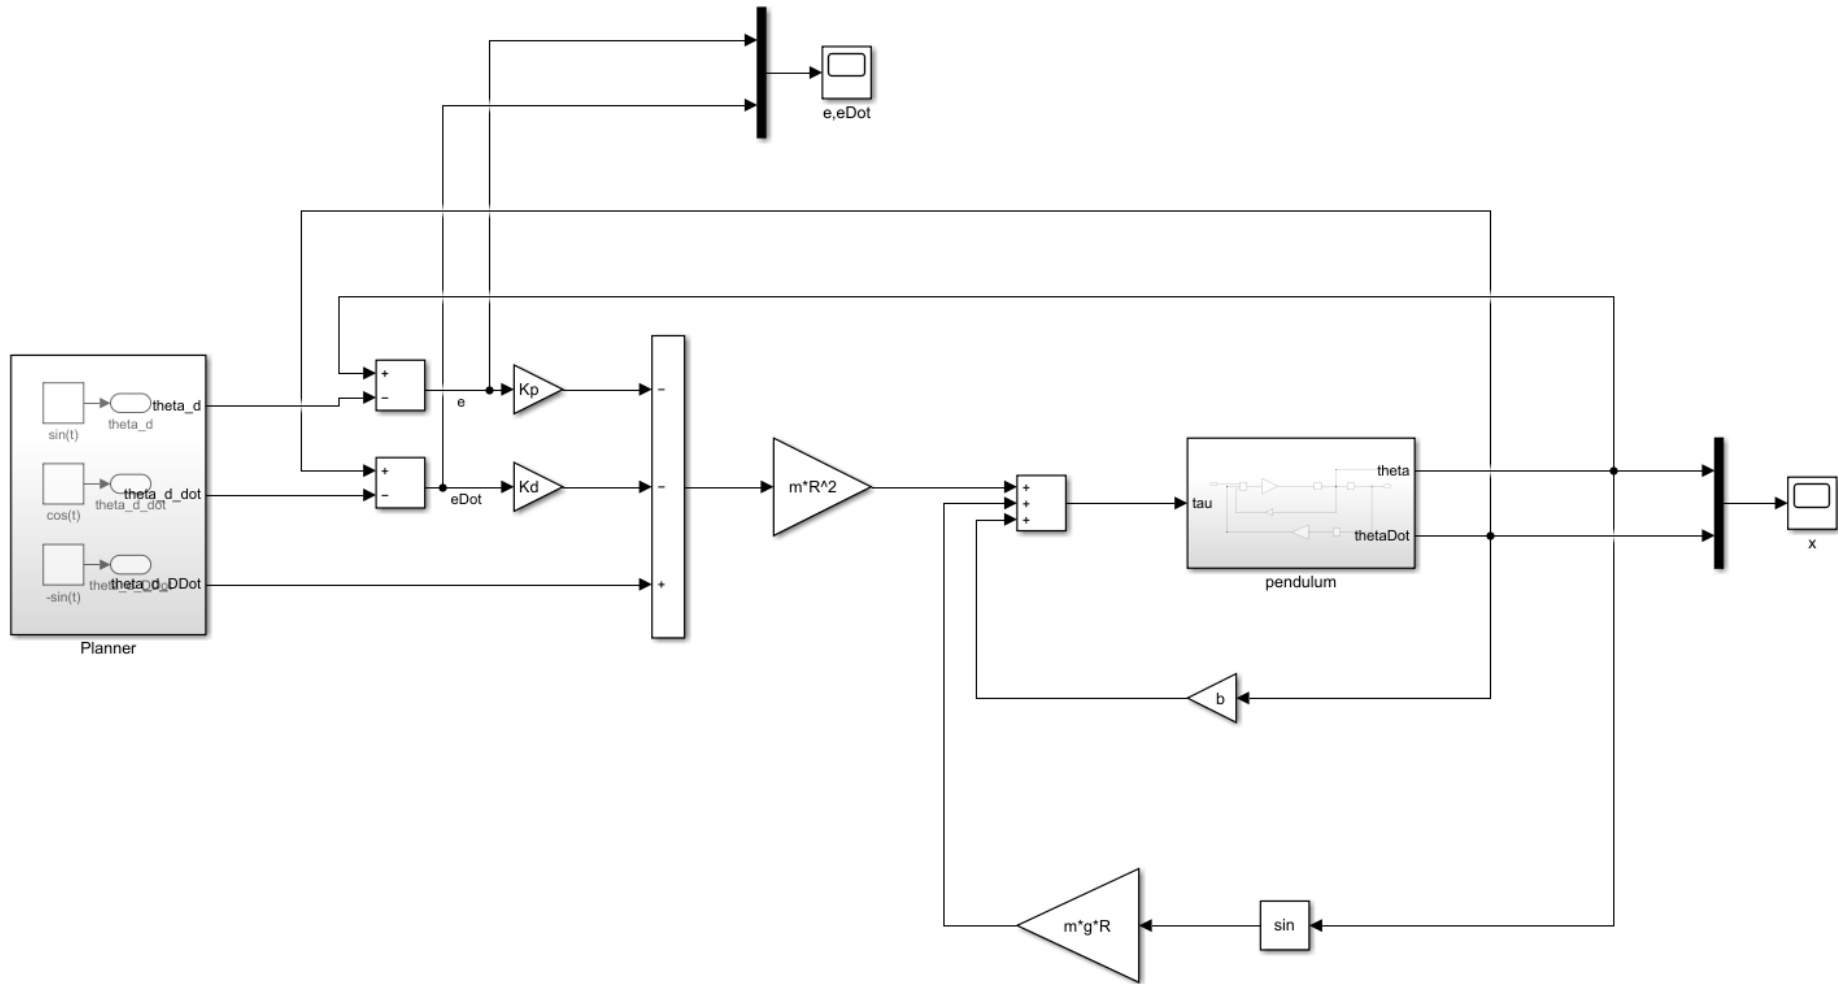 e,eDot
+
−
e
Kp
−
theta_d
sin(t)
theta_d
+
−
eDot
Kd
−
m*R^2
+
+
+
tau
theta
thetaDot
pendulum
x
theta_d_dot
cos(t)
theta_d_dot
theta_d_DDot
-sin(t)
+
Planner
b
m*g*R
sin